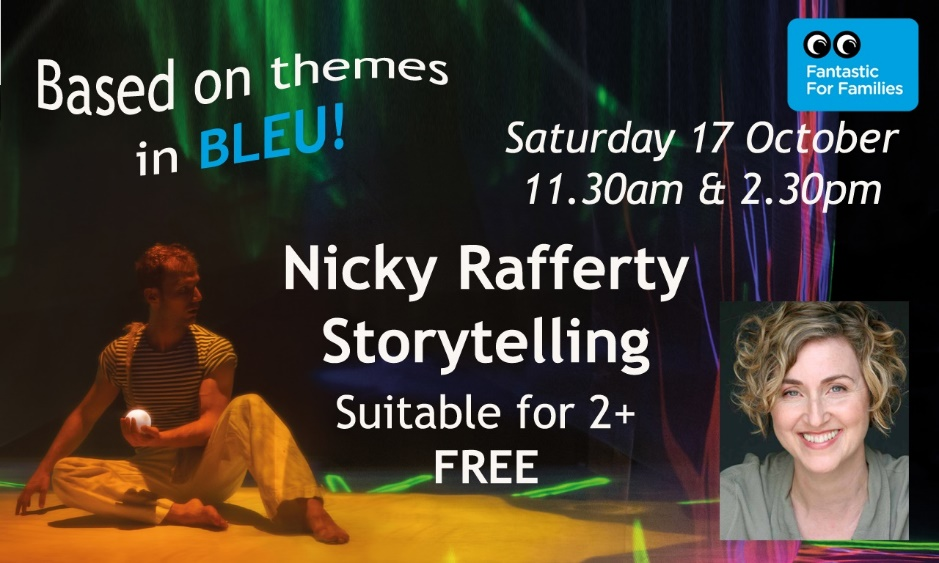 Based on themes
in BLEU!
Fantastic
For Families
Saturday 17 October
11.30am & 2.30pm
Nicky Rafferty
Storytelling
Suitable for 2+
FREE